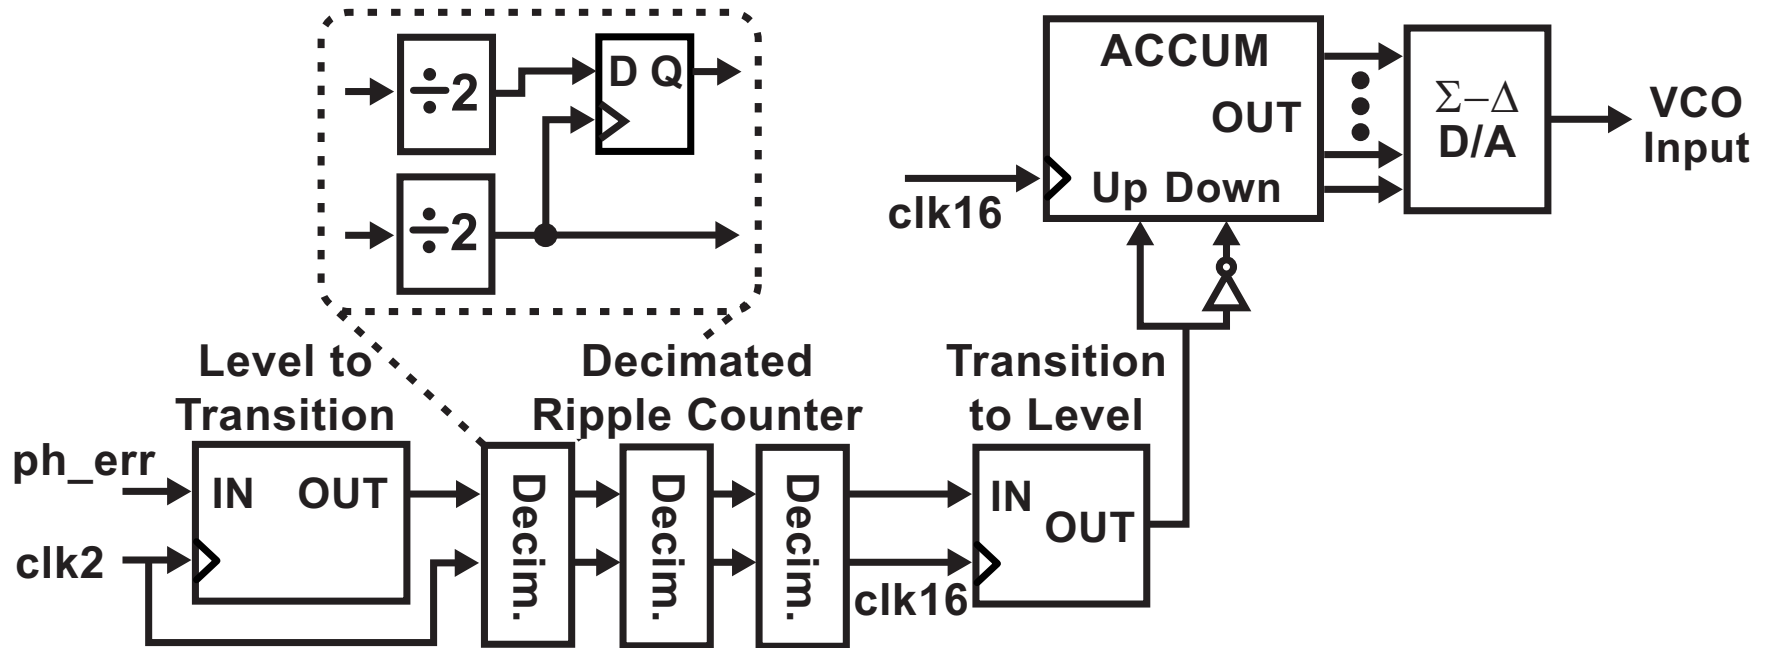 ÷2
D Q
÷2
ACCUM
OUT
Up Down
clk16
Σ–Δ
D/A
VCO
Input
Level to
Transition
Decimated
Ripple Counter
Transition
to Level
ph_err
clk2
IN OUT
Decim.
Decim.
Decim.
clk16
IN
OUT